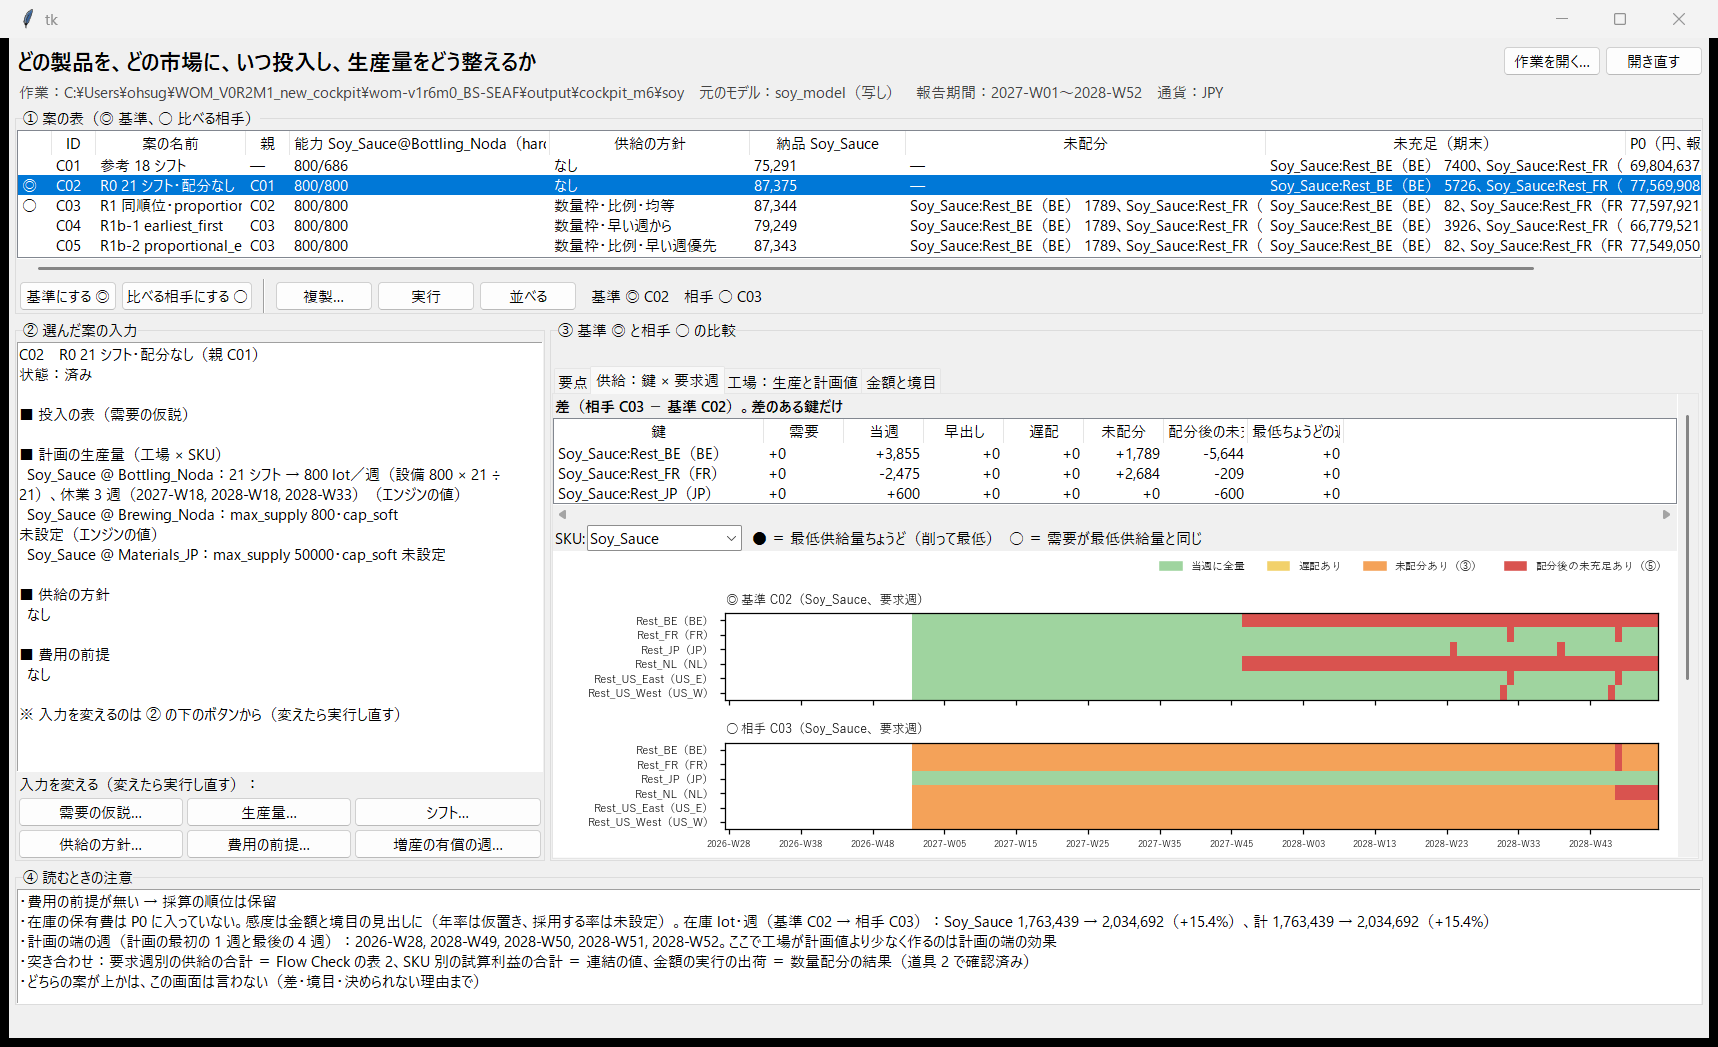 tk
どの製品を、どの市場に、いつ投入し、生産量をどう整えるか
作業を開く...
開き直す
作業：C:¥Users¥ohsug¥WOM_V0R2M1_new_cockpit¥wom-v1r6m0_BS-SEAF¥output¥cockpit_m6¥soy　元のモデル：soy_model（写し）　報告期間：2027-W01～2028-W52　通貨：JPY
① 案の表（◎ 基準、○ 比べる相手）
ID 案の名前 親 能力 Soy_Sauce@Bottling_Noda（hard 供給の方針 納品 Soy_Sauce 未配分 未充足（期末） P0（円、報
C01 参考 18 シフト — 800/686 なし 75,291 — Soy_Sauce:Rest_BE（BE） 7400、Soy_Sauce:Rest_FR（ 69,804,637
◎ C02 R0 21 シフト・配分なし C01 800/800 なし 87,375 — Soy_Sauce:Rest_BE（BE） 5726、Soy_Sauce:Rest_FR（ 77,569,908
○ C03 R1 同順位・proportior C02 800/800 数量枠・比例・均等 87,344 Soy_Sauce:Rest_BE（BE） 1789、Soy_Sauce:Rest_FR（ Soy_Sauce:Rest_BE（BE） 82、Soy_Sauce:Rest_FR（FR 77,597,921
C04 R1b-1 earliest_first C03 800/800 数量枠・早い週から 79,249 Soy_Sauce:Rest_BE（BE） 1789、Soy_Sauce:Rest_FR（ Soy_Sauce:Rest_BE（BE） 3926、Soy_Sauce:Rest_FR（ 66,779,521
C05 R1b-2 proportional_e C03 800/800 数量枠・比例・早い週優先 87,343 Soy_Sauce:Rest_BE（BE） 1789、Soy_Sauce:Rest_FR（ Soy_Sauce:Rest_BE（BE） 82、Soy_Sauce:Rest_FR（FR 77,549,050
基準にする ◎ 比べる相手にする ○ 複製... 実行 並べる 基準 ◎ C02　相手 ○ C03
② 選んだ案の入力
C02　R0 21 シフト・配分なし（親 C01）
状態：済み
■ 投入の表（需要の仮説）
■ 計画の生産量（工場 × SKU）
Soy_Sauce @ Bottling_Noda：21 シフト → 800 lot／週（設備 800 × 21 ÷
21）、休業 3 週（2027-W18, 2028-W18, 2028-W33）（エンジンの値）
Soy_Sauce @ Brewing_Noda：max_supply 800・cap_soft
未設定（エンジンの値）
Soy_Sauce @ Materials_JP：max_supply 50000・cap_soft 未設定
■ 供給の方針
なし
■ 費用の前提
なし
※ 入力を変えるのは ② の下のボタンから（変えたら実行し直す）
入力を変える（変えたら実行し直す）：
需要の仮説... 生産量... シフト...
供給の方針... 費用の前提... 増産の有償の週...
③ 基準 ◎ と相手 ○ の比較
要点 供給：鍵 × 要求週 工場：生産と計画値 金額と境目
差（相手 C03 － 基準 C02）。差のある鍵だけ
鍵 需要 当週 早出し 遅配 未配分 配分後の未充 最低ちょうどの週
Soy_Sauce:Rest_BE（BE） +0 +3,855 +0 +0 +1,789 -5,644 +0
Soy_Sauce:Rest_FR（FR） +0 -2,475 +0 +0 +2,684 -209 +0
Soy_Sauce:Rest_JP（JP） +0 +600 +0 +0 +0 -600 +0
SKU: Soy_Sauce ● ＝ 最低供給量ちょうど（削って最低）　○ ＝ 需要が最低供給量と同じ
当週に全量 遅配あり 未配分あり（③） 配分後の未充足あり（⑤）
◎ 基準 C02（Soy_Sauce、要求週）
Rest_BE（BE）
Rest_FR（FR）
Rest_JP（JP）
Rest_NL（NL）
Rest_US_East（US_E）
Rest_US_West（US_W）
○ 相手 C03（Soy_Sauce、要求週）
Rest_BE（BE）
Rest_FR（FR）
Rest_JP（JP）
Rest_NL（NL）
Rest_US_East（US_E）
Rest_US_West（US_W）
2026-W28 2026-W38 2026-W48 2027-W05 2027-W15 2027-W25 2027-W35 2027-W45 2028-W03 2028-W13 2028-W23 2028-W33 2028-W43
④ 読むときの注意
・費用の前提が無い → 採算の順位は保留
・在庫の保有費は P0 に入っていない。感度は金額と境目の見出しに（年率は仮置き、採用する率は未設定）。在庫 lot・週（基準 C02 → 相手 C03）：Soy_Sauce 1,763,439 → 2,034,692（+15.4%）、計 1,763,439 → 2,034,692（+15.4%）
・計画の端の週（計画の最初の 1 週と最後の 4 週）：2026-W28, 2028-W49, 2028-W50, 2028-W51, 2028-W52。ここで工場が計画値より少なく作るのは計画の端の効果
・突き合わせ：要求週別の供給の合計 ＝ Flow Check の表 2、SKU 別の試算利益の合計 ＝ 連結の値、金額の実行の出荷 ＝ 数量配分の結果（道具 2 で確認済み）
・どちらの案が上かは、この画面は言わない（差・境目・決められない理由まで）